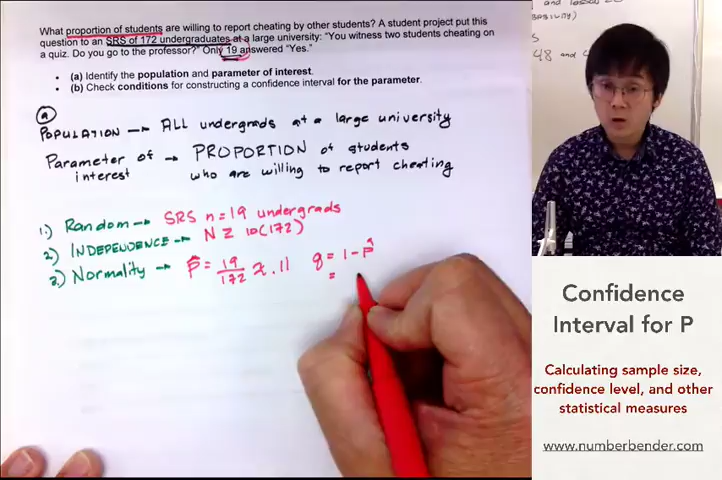 What proportion of students are willing to report cheating by other students? A student project put this
question to an SRS of 172 undergraduates at a large university: "You witness two students cheating on
a quiz. Do you go to the professor?" Only 19 answered "Yes."
• (a) Identify the population and parameter of interest.
• (b) Check conditions for constructing a confidence interval for the parameter.
(a)
POPULATION → ALL undergrads at a large university
Parameter of interest → PROPORTION of students
who are willing to report cheating
1.) Random → SRS n=19 undergrads
2.) INDEPENDENCE → N ≥ 10(172)
3.) Normality → p̂ = 19/172 ≈ .11 q = 1 - p̂
=
and
48 and
Confidence
Interval for P
Calculating sample size,
confidence level, and other
statistical measures
www.numberbender.com